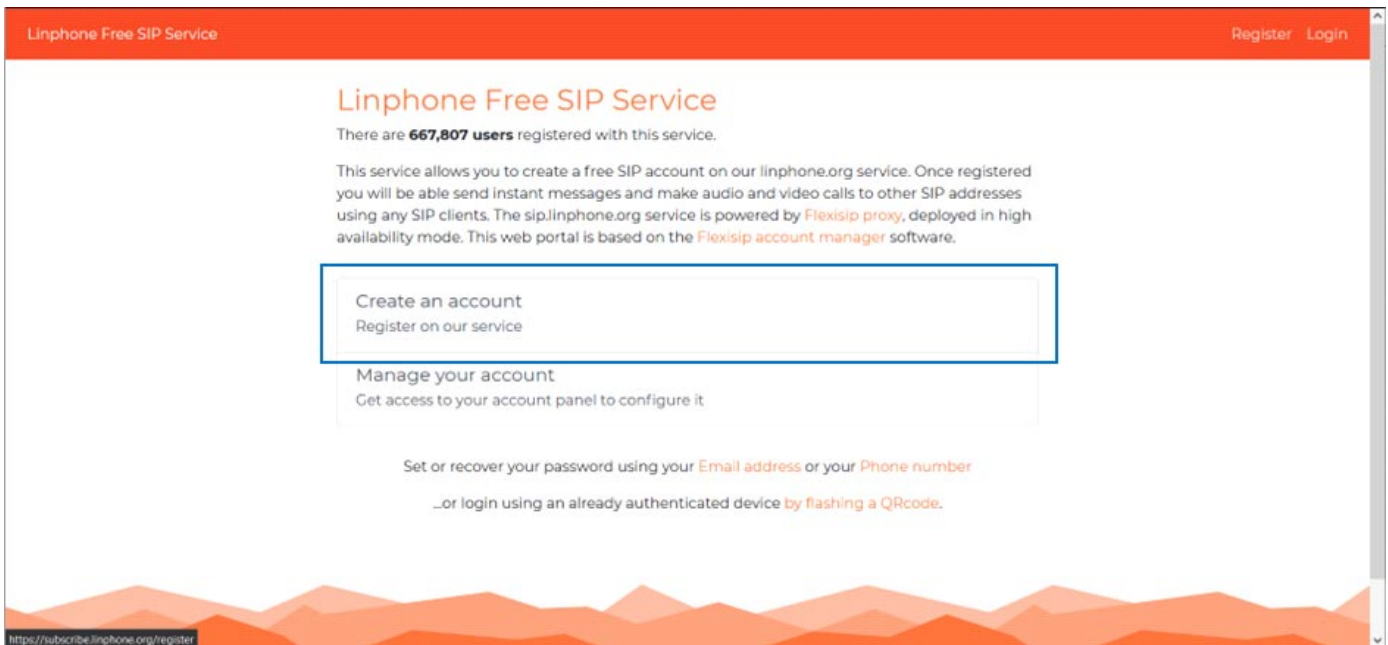 Linphone Free SIP Service
Register Login
Linphone Free SIP Service
There are 667,807 users registered with this service.
This service allows you to create a free SIP account on our linphone.org service. Once registered
you will be able send instant messages and make audio and video calls to other SIP addresses
using any SIP clients. The sip.linphone.org service is powered by Flexisip proxy, deployed in high
availability mode. This web portal is based on the Flexisip account manager software.
Create an account
Register on our service
Manage your account
Get access to your account panel to configure it
Set or recover your password using your Email address or your Phone number
...or login using an already authenticated device by flashing a QRcode.
https://subscribe.linphone.org/register